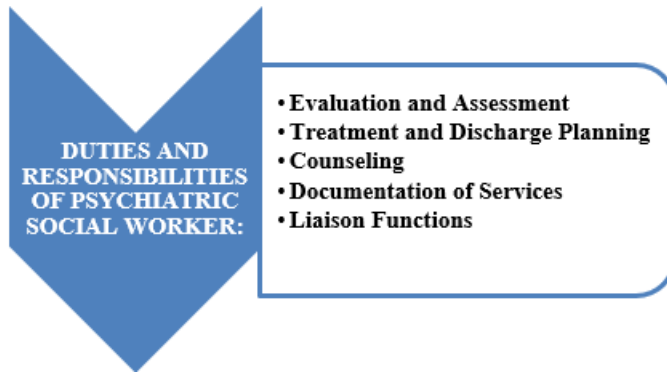 DUTIES AND
RESPONSIBILITIES
OF PSYCHIATRIC
SOCIAL WORKER:
• Evaluation and Assessment
• Treatment and Discharge Planning
• Counseling
• Documentation of Services
• Liaison Functions